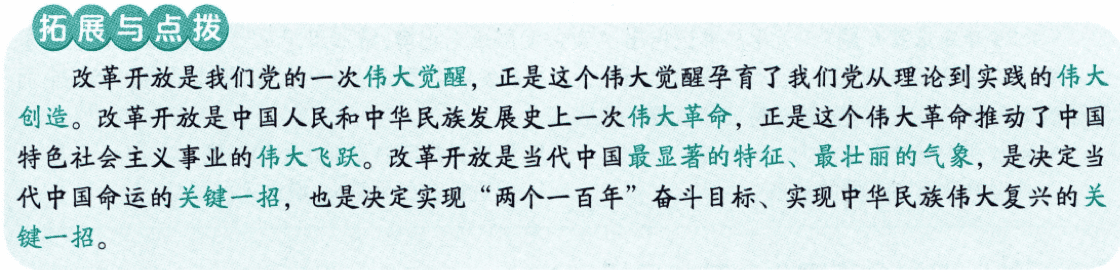 拓展与点拨
改革开放是我们党的一次伟大觉醒，正是这个伟大觉醒孕育了我们党从理论到实践的伟大
创造。改革开放是中国人民和中华民族发展史上一次伟大革命，正是这个伟大革命推动了中国
特色社会主义事业的伟大飞跃。改革开放是当代中国最显著的特征、最壮丽的气象，是决定当
代中国命运的关键一招，也是决定实现“两个一百年”奋斗目标、实现中华民族伟大复兴的关
键一招。